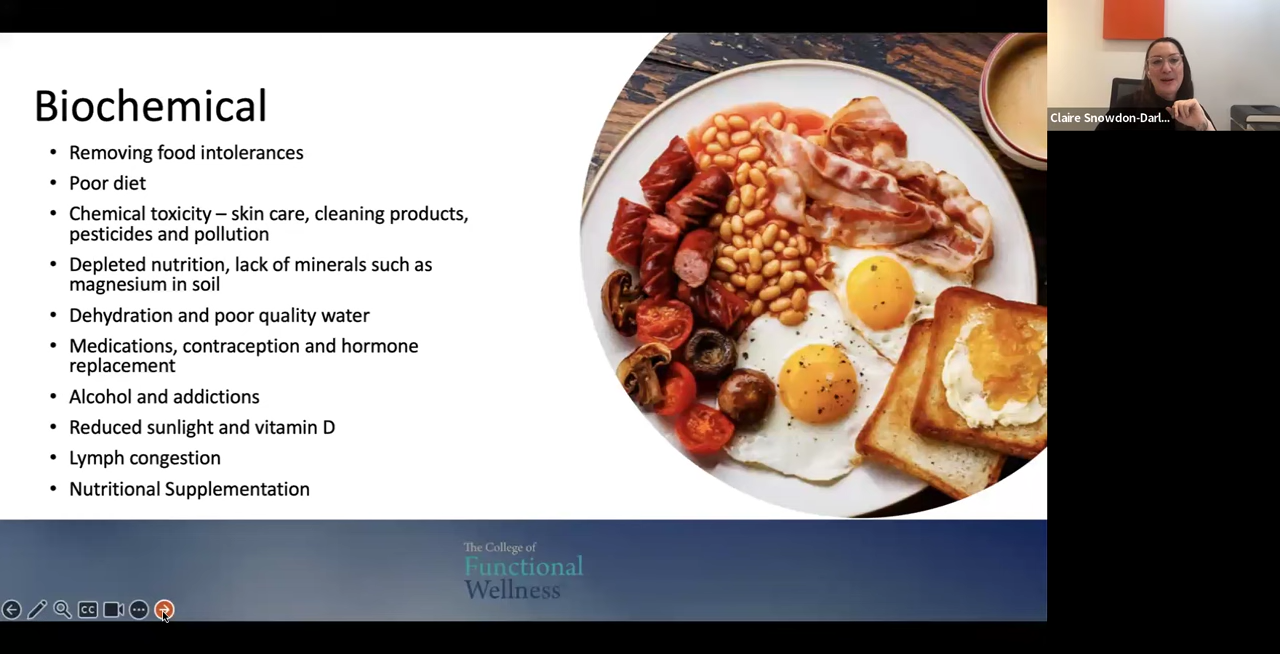 Biochemical
• Removing food intolerances
• Poor diet
• Chemical toxicity – skin care, cleaning products,
pesticides and pollution
• Depleted nutrition, lack of minerals such as
magnesium in soil
• Dehydration and poor quality water
• Medications, contraception and hormone
replacement
• Alcohol and addictions
• Reduced sunlight and vitamin D
• Lymph congestion
• Nutritional Supplementation
The College of
Functional
Wellness
CC
Claire Snowdon-Darl...